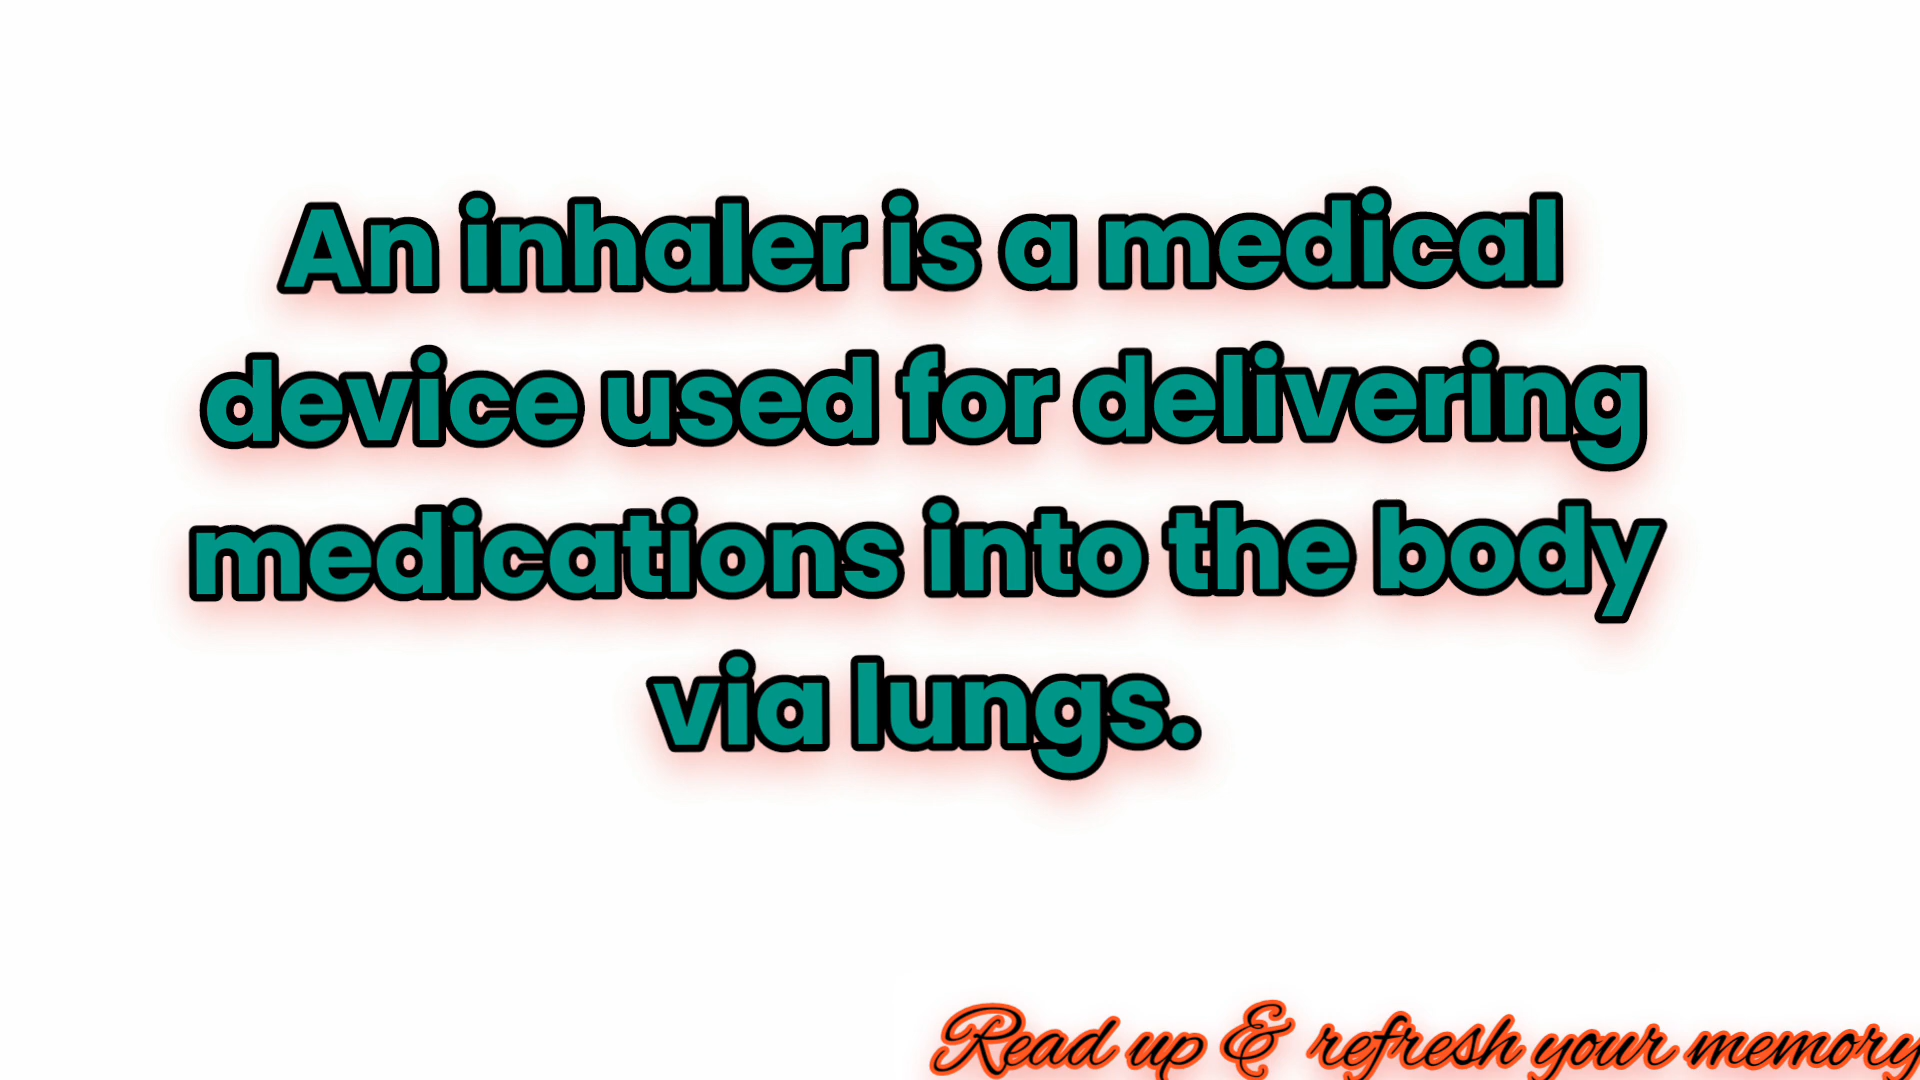 An inhaler is a medical
device used for delivering
medications into the body
via lungs.
Read up & refresh your memory